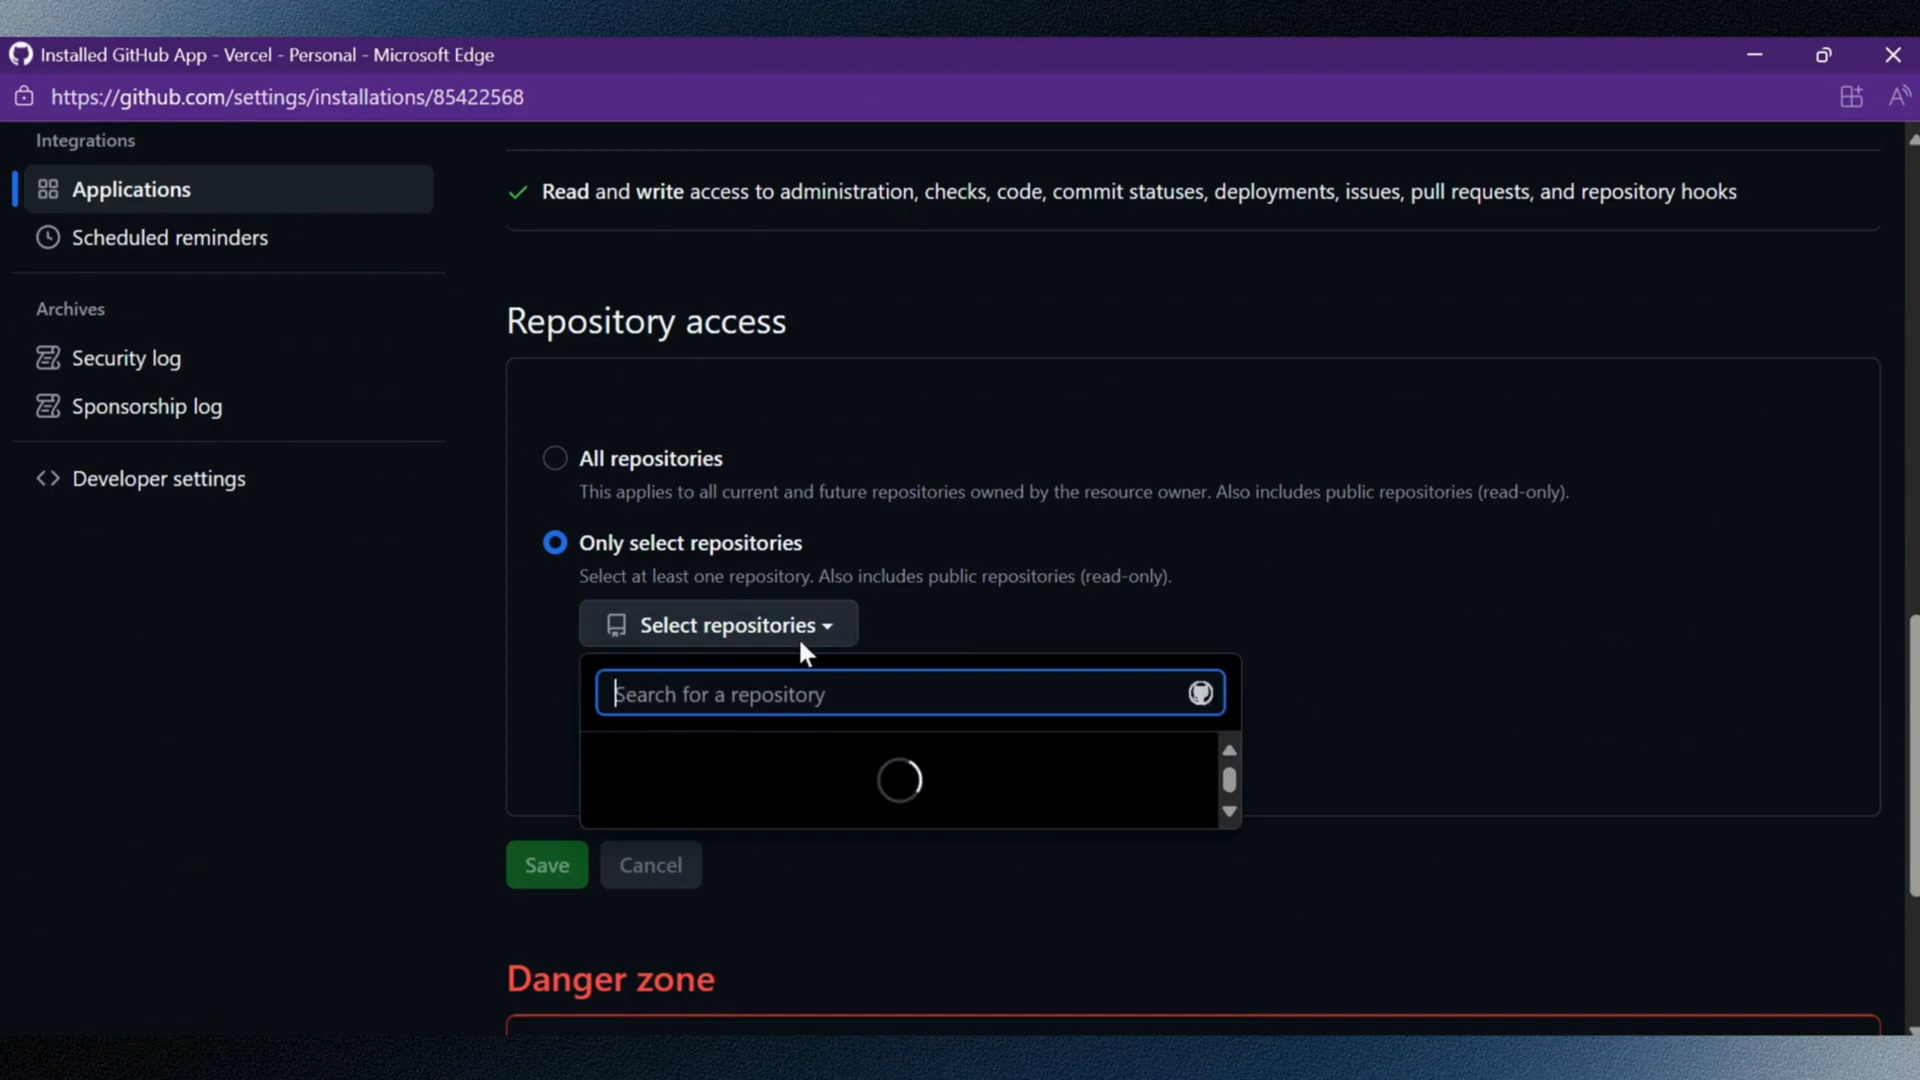 Installed GitHub App - Vercel - Personal - Microsoft Edge
https://github.com/settings/installations/85422568
Integrations
Applications
Scheduled reminders
Archives
Security log
Sponsorship log
Developer settings
Read and write access to administration, checks, code, commit statuses, deployments, issues, pull requests, and repository hooks
Repository access
All repositories
This applies to all current and future repositories owned by the resource owner. Also includes public repositories (read-only).
Only select repositories
Select at least one repository. Also includes public repositories (read-only).
Select repositories
Search for a repository
Save
Cancel
Danger zone